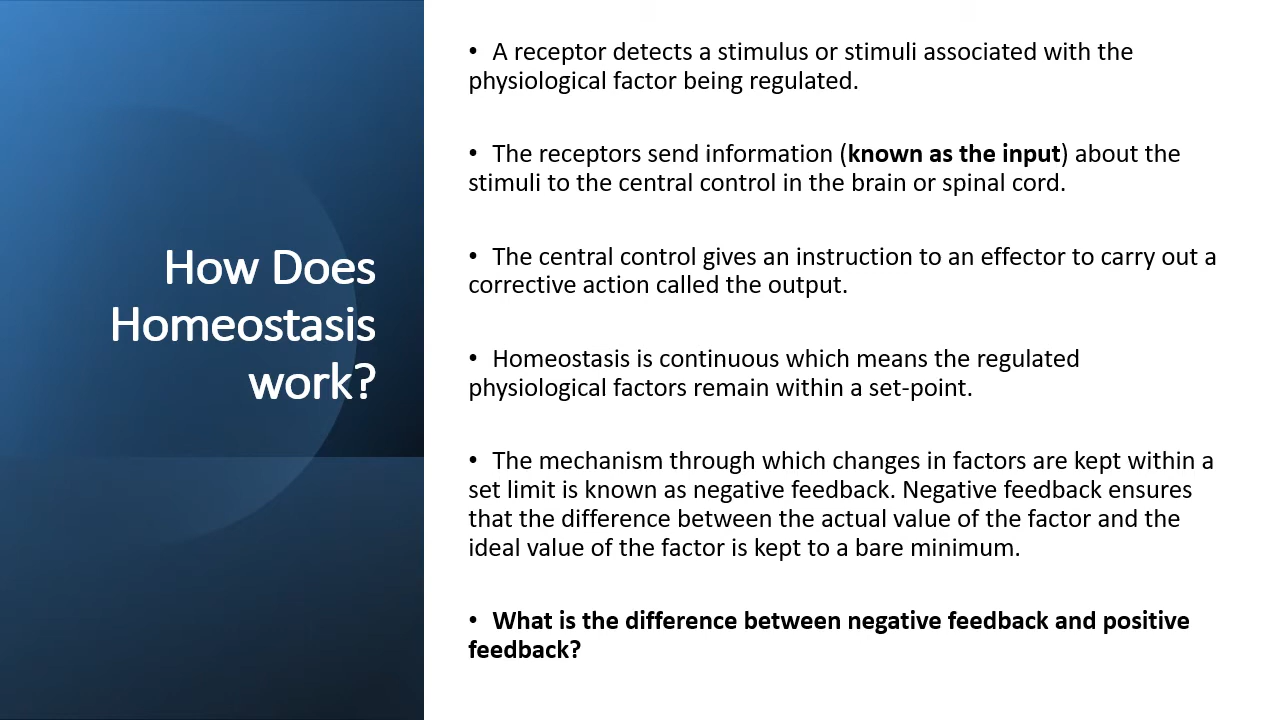 How Does
Homeostasis
work?
• A receptor detects a stimulus or stimuli associated with the
physiological factor being regulated.
• The receptors send information (known as the input) about the
stimuli to the central control in the brain or spinal cord.
• The central control gives an instruction to an effector to carry out a
corrective action called the output.
• Homeostasis is continuous which means the regulated
physiological factors remain within a set-point.
• The mechanism through which changes in factors are kept within a
set limit is known as negative feedback. Negative feedback ensures
that the difference between the actual value of the factor and the
ideal value of the factor is kept to a bare minimum.
• What is the difference between negative feedback and positive
feedback?